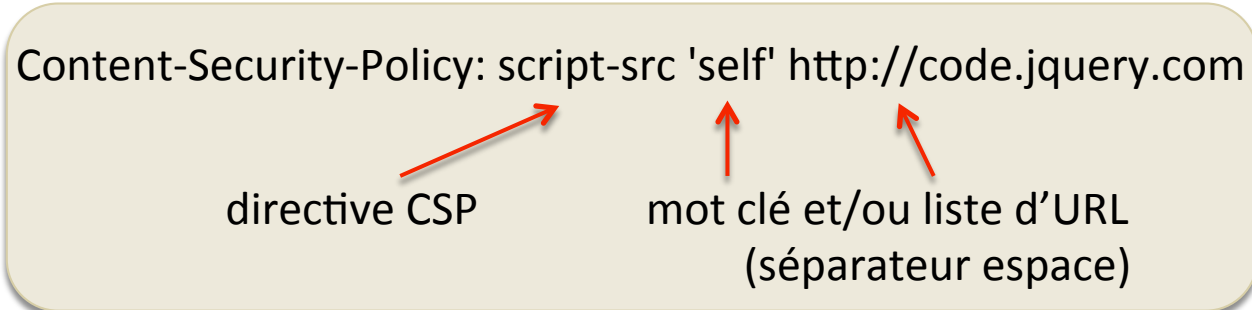 Content-Security-Policy: script-src 'self' http://code.jquery.com
directive CSP
mot clé et/ou liste d’URL
(séparateur espace)